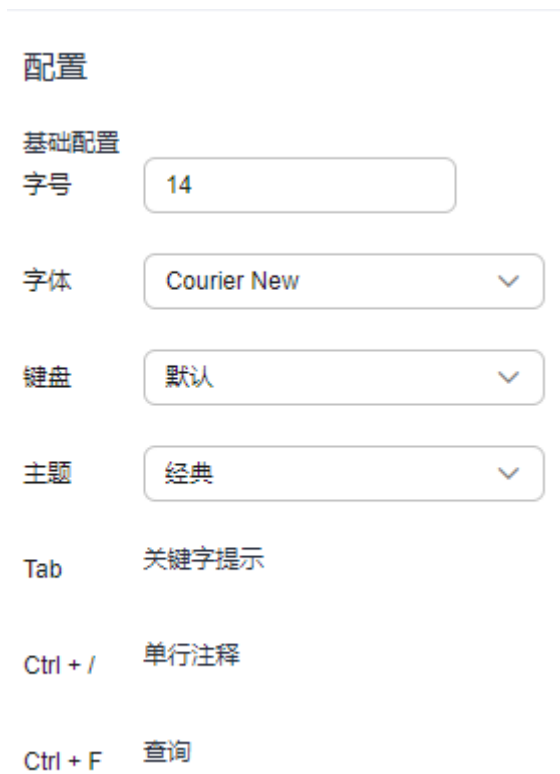 配置
基础配置
字号 14
字体 Courier New
键盘 默认
主题 经典
Tab 关键字提示
Ctrl + / 单行注释
Ctrl + F 查询